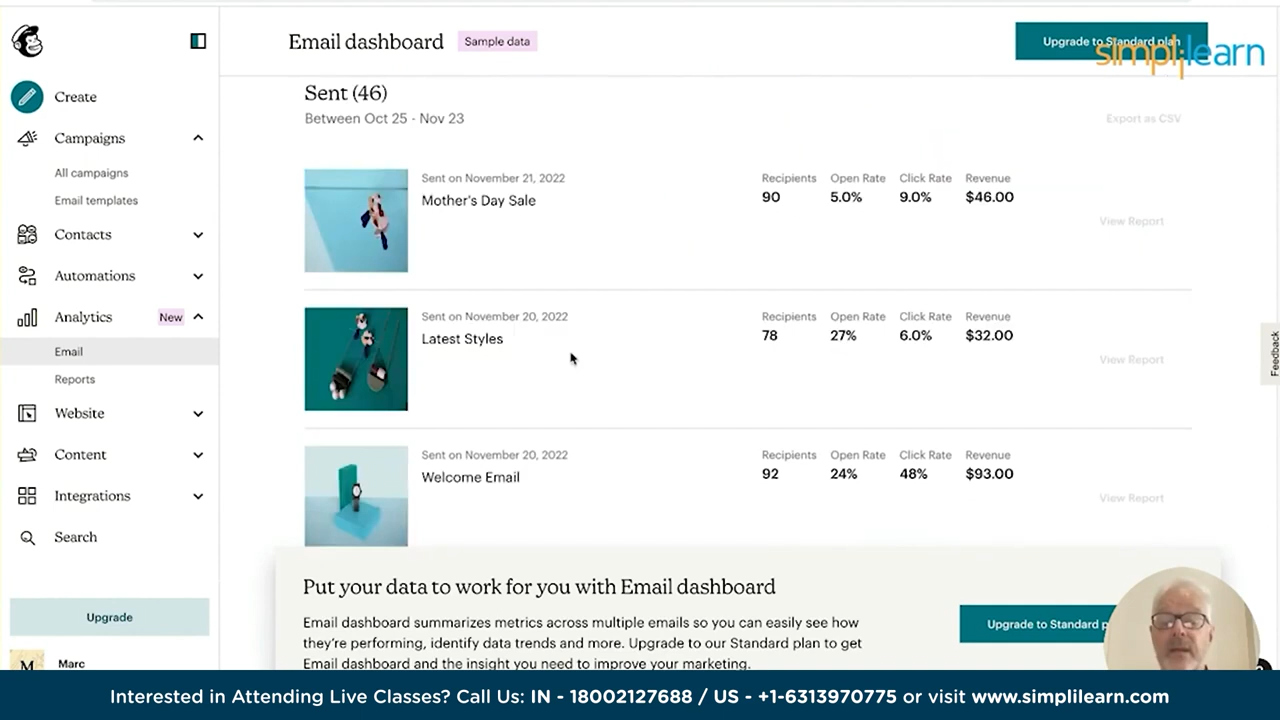 Email dashboard
Sample data
Upgrade to Standard plan
simplilearn
Create
Campaigns
All campaigns
Email templates
Contacts
Automations
Analytics
New
Email
Reports
Website
Content
Integrations
Search
Upgrade
M
Marc
Sent (46)
Between Oct 25 - Nov 23
Export as CSV
Sent on November 21, 2022
Mother's Day Sale
Recipients Open Rate Click Rate Revenue
90 5.0% 9.0% $46.00
View Report
Sent on November 20, 2022
Latest Styles
Recipients Open Rate Click Rate Revenue
78 27% 6.0% $32.00
View Report
Sent on November 20, 2022
Welcome Email
Recipients Open Rate Click Rate Revenue
92 24% 48% $93.00
View Report
Feedback
Put your data to work for you with Email dashboard
Email dashboard summarizes metrics across multiple emails so you can easily see how
they're performing, identify data trends and more. Upgrade to our Standard plan to get
Email dashboard and the insight you need to improve your marketing.
Upgrade to Standard p
Interested in Attending Live Classes? Call Us: IN - 18002127688 / US - +1-6313970775 or visit www.simplilearn.com